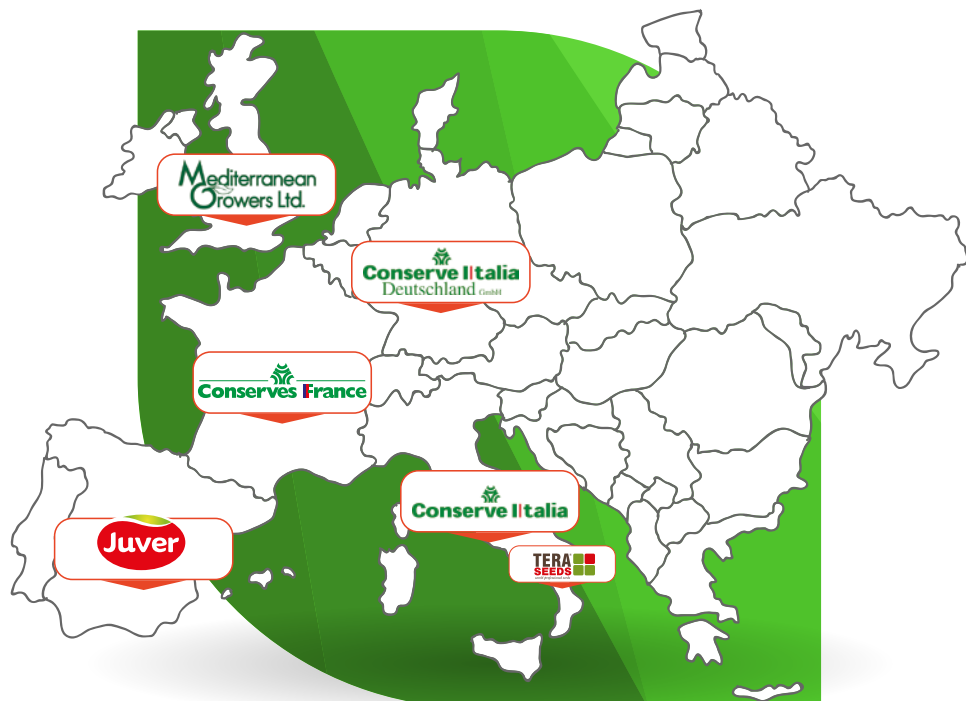 Mediterranean
Growers Ltd.
Conserve Italia
Deutschland GmbH
Conserves France
Conserve Italia
Juver
TERA
SEEDS